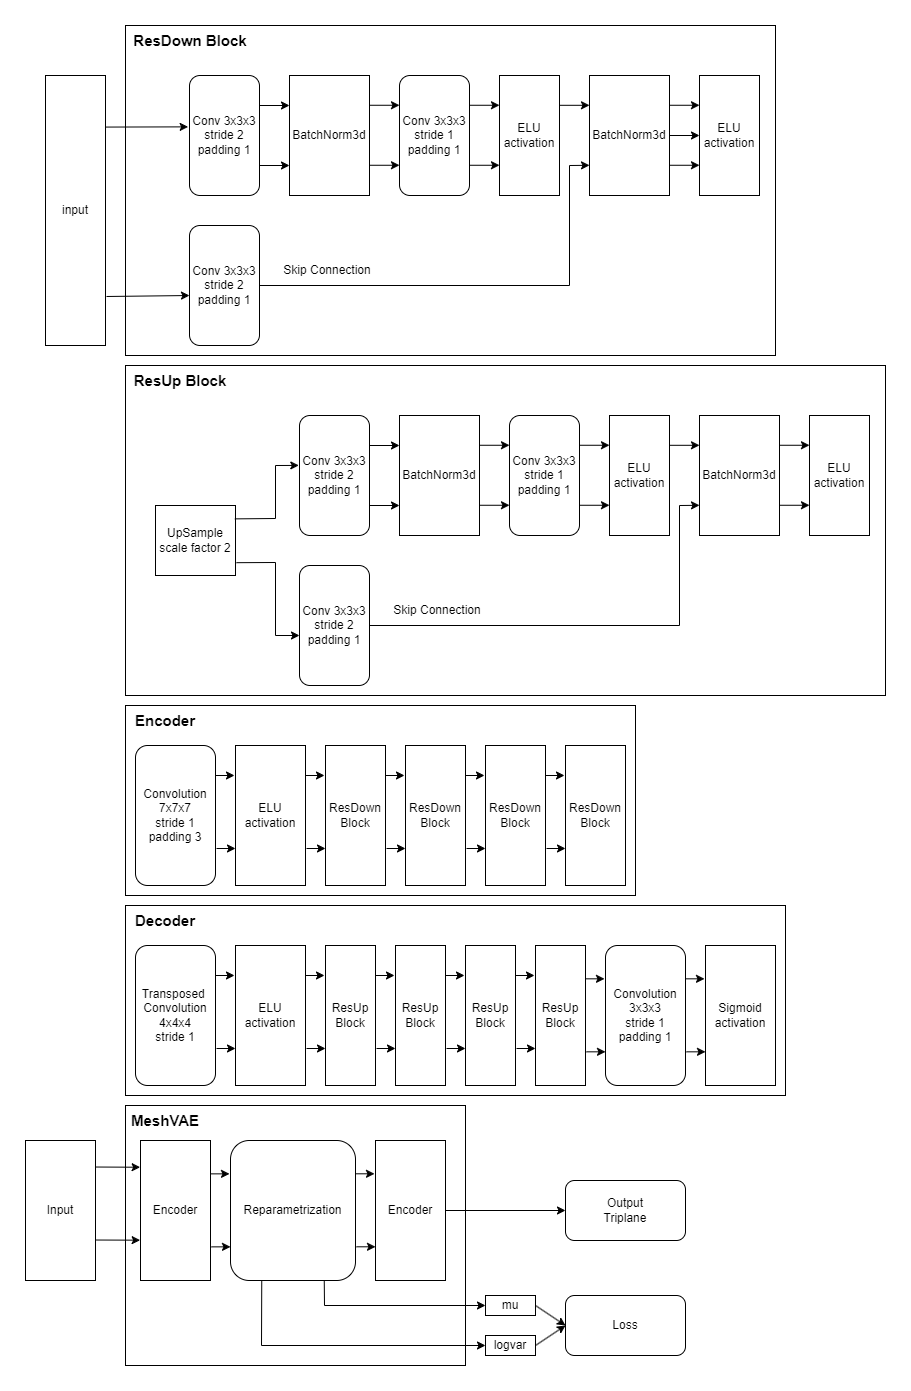 ResDown Block
input
Conv 3x3x3
stride 2
padding 1
BatchNorm3d
Conv 3x3x3
stride 1
padding 1
ELU
activation
BatchNorm3d
ELU
activation
Conv 3x3x3
stride 2
padding 1
Skip Connection
ResUp Block
UpSample
scale factor 2
Conv 3x3x3
stride 2
padding 1
BatchNorm3d
Conv 3x3x3
stride 1
padding 1
ELU
activation
BatchNorm3d
ELU
activation
Conv 3x3x3
stride 2
padding 1
Skip Connection
Encoder
Convolution
7x7x7
stride 1
padding 3
ELU
activation
ResDown
Block
ResDown
Block
ResDown
Block
ResDown
Block
Decoder
Transposed
Convolution
4x4x4
stride 1
ELU
activation
ResUp
Block
ResUp
Block
ResUp
Block
ResUp
Block
Convolution
3x3x3
stride 1
padding 1
Sigmoid
activation
MeshVAE
Input
Encoder
Reparametrization
Encoder
Output
Triplane
mu
logvar
Loss